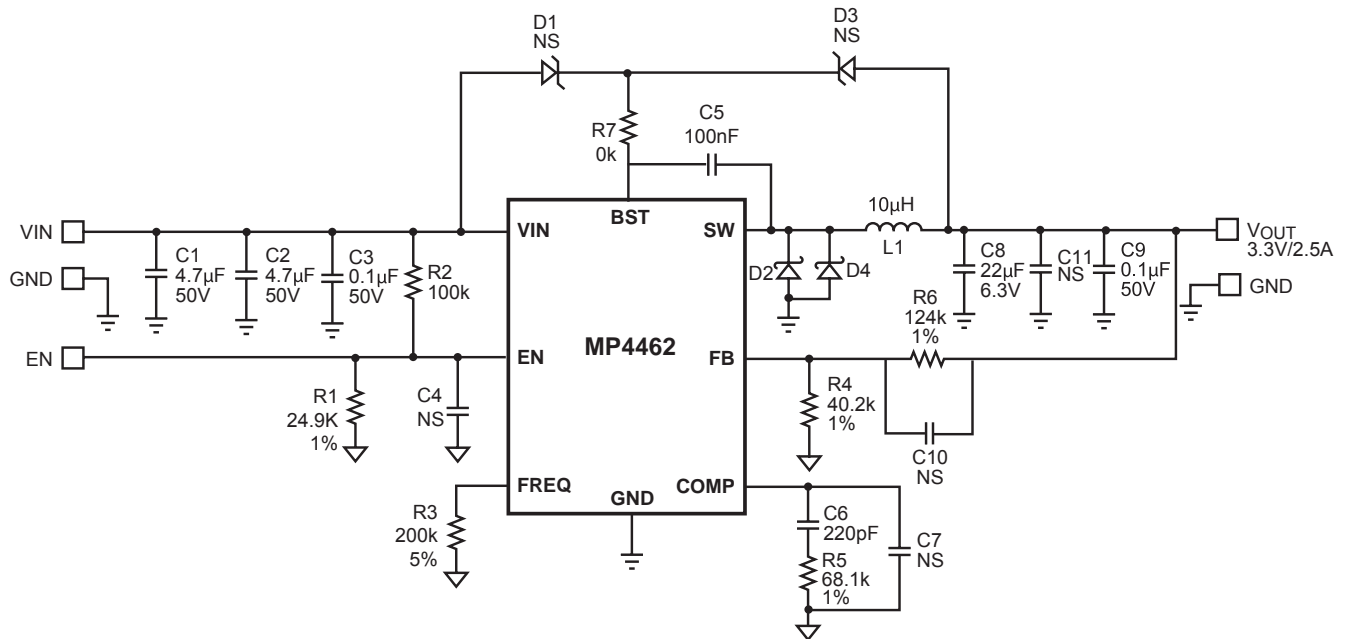 D1
NS
D3
NS
R7
0k
C5
100nF
BST
VIN
VIN
SW
10µH
L1
VOUT
3.3V/2.5A
C1
4.7µF
50V
C2
4.7µF
50V
C3
0.1µF
50V
R2
100k
D2
D4
C8
22µF
6.3V
C11
NS
C9
0.1µF
50V
GND
GND
R6
124k
1%
MP4462
EN
EN
FB
R1
24.9K
1%
C4
NS
R4
40.2k
1%
C10
NS
FREQ
GND
COMP
R3
200k
5%
C6
220pF
R5
68.1k
1%
C7
NS